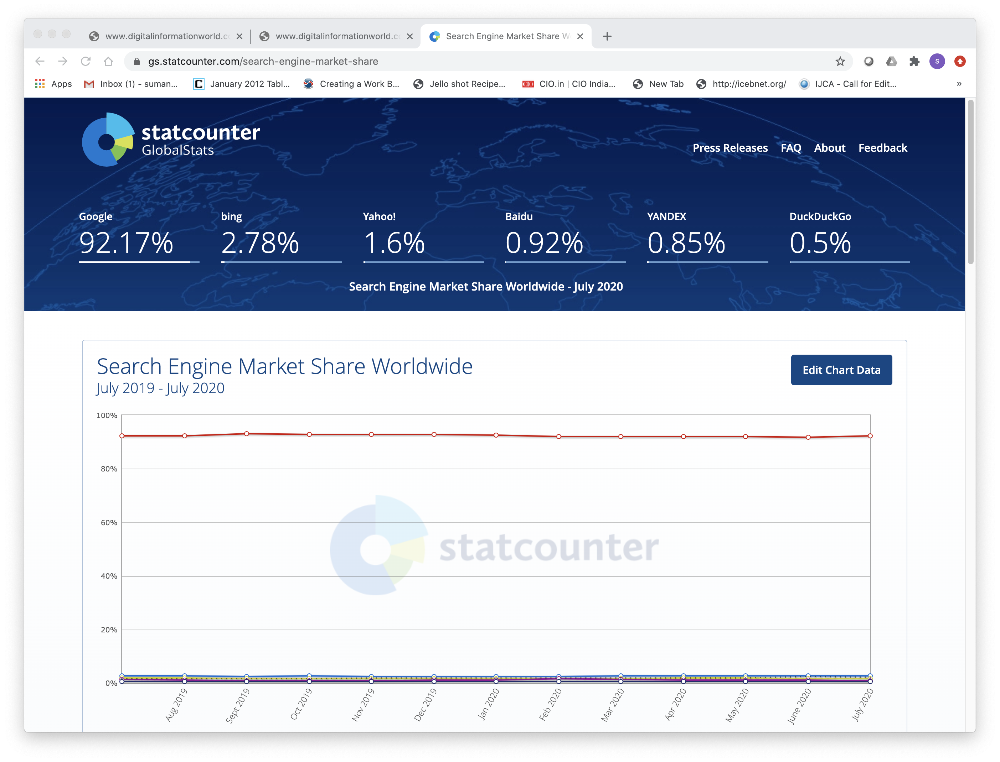 www.digitalinformationworld.co
www.digitalinformationworld.co
Search Engine Market Share W
gs.statcounter.com/search-engine-market-share
S
Apps
Inbox (1) - suman...
January 2012 Tabl...
Creating a Work B...
Jello shot Recipe...
CIO
CIO.in | CIO India...
New Tab
http://icebnet.org/
IJCA - Call for Edit...
»
statcounter
GlobalStats
Press Releases FAQ About Feedback
Google bing Yahoo! Baidu YANDEX DuckDuckGo
92.17% 2.78% 1.6% 0.92% 0.85% 0.5%
Search Engine Market Share Worldwide - July 2020
Search Engine Market Share Worldwide
July 2019 - July 2020
Edit Chart Data
100%
80%
60%
statcounter
40%
20%
0%
Aug 2019 Sept 2019 Oct 2019 Nov 2019 Dec 2019 Jan 2020 Feb 2020 Mar 2020 Apr 2020 May 2020 June 2020 July 2020